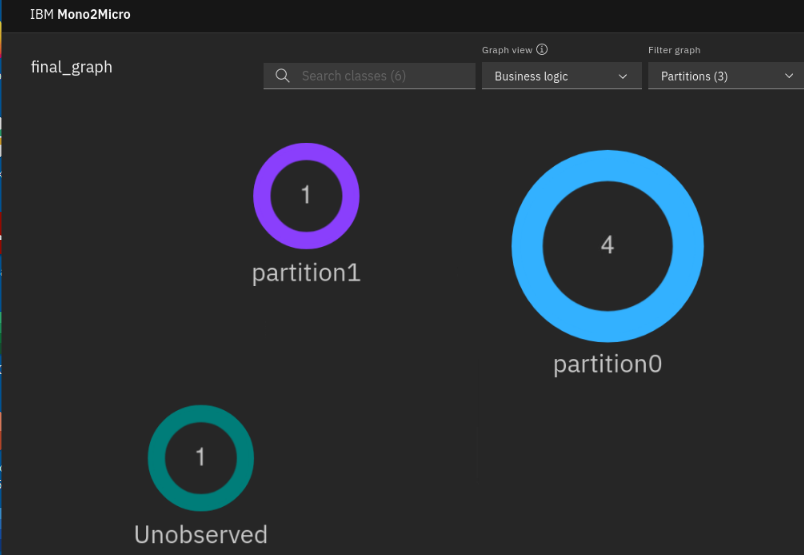 IBM Mono2Micro
final_graph
Search classes (6)
Graph view
Business logic
Filter graph
Partitions (3)
1
partition1
4
partition0
1
Unobserved